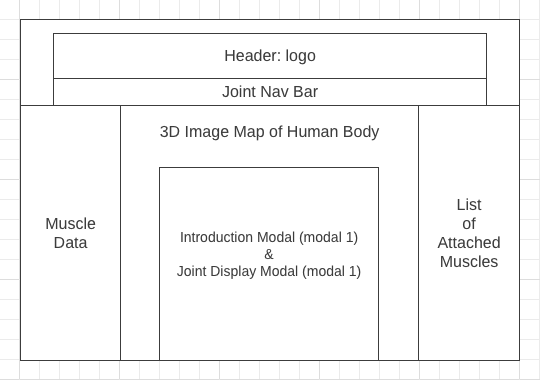 Header: logo
Joint Nav Bar
3D Image Map of Human Body
Muscle
Data
Introduction Modal (modal 1)
&
Joint Display Modal (modal 1)
List
of
Attached
Muscles